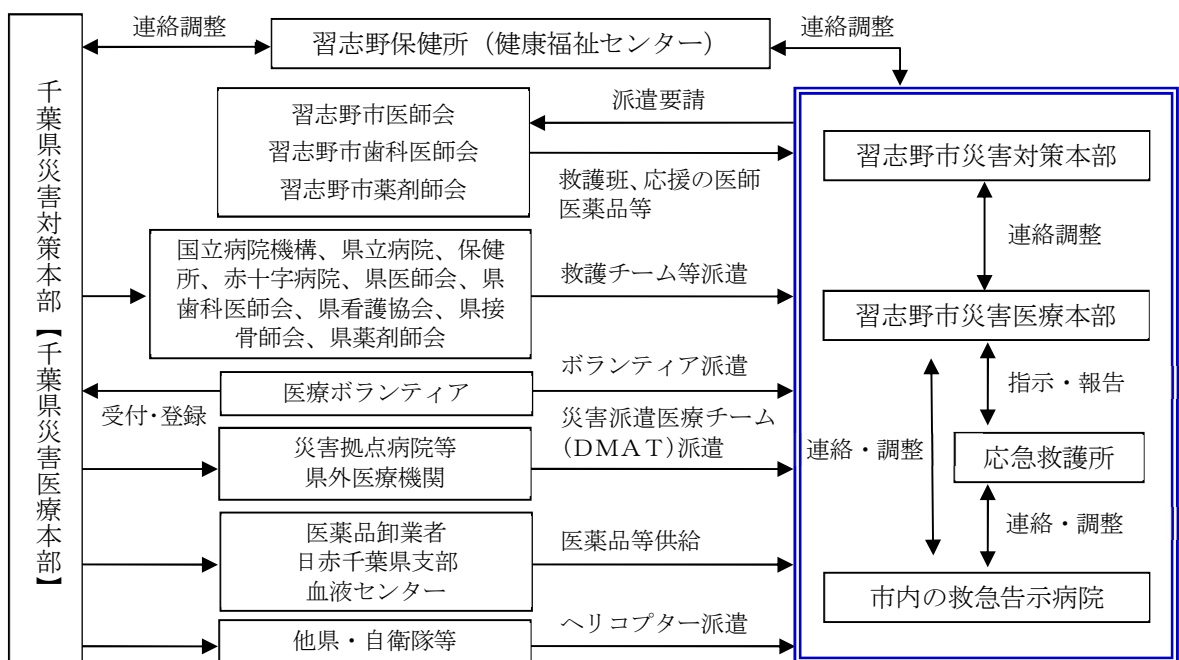 連絡調整
習志野保健所（健康福祉センター）
連絡調整
千葉県災害対策本部【千葉県災害医療本部】
習志野市医師会
習志野市歯科医師会
習志野市薬剤師会
派遣要請
救護班、応援の医師
医薬品等
国立病院機構、県立病院、保健
所、赤十字病院、県医師会、県
歯科医師会、県看護協会、県接
骨師会、県薬剤師会
救護チーム等派遣
医療ボランティア
ボランティア派遣
受付・登録
災害拠点病院等
県外医療機関
災害派遣医療チーム
(DMAT)派遣
医薬品卸業者
日赤千葉県支部
血液センター
医薬品等供給
他県・自衛隊等
ヘリコプター派遣
習志野市災害対策本部
連絡調整
習志野市災害医療本部
指示・報告
連絡・調整
応急救護所
連絡・調整
市内の救急告示病院